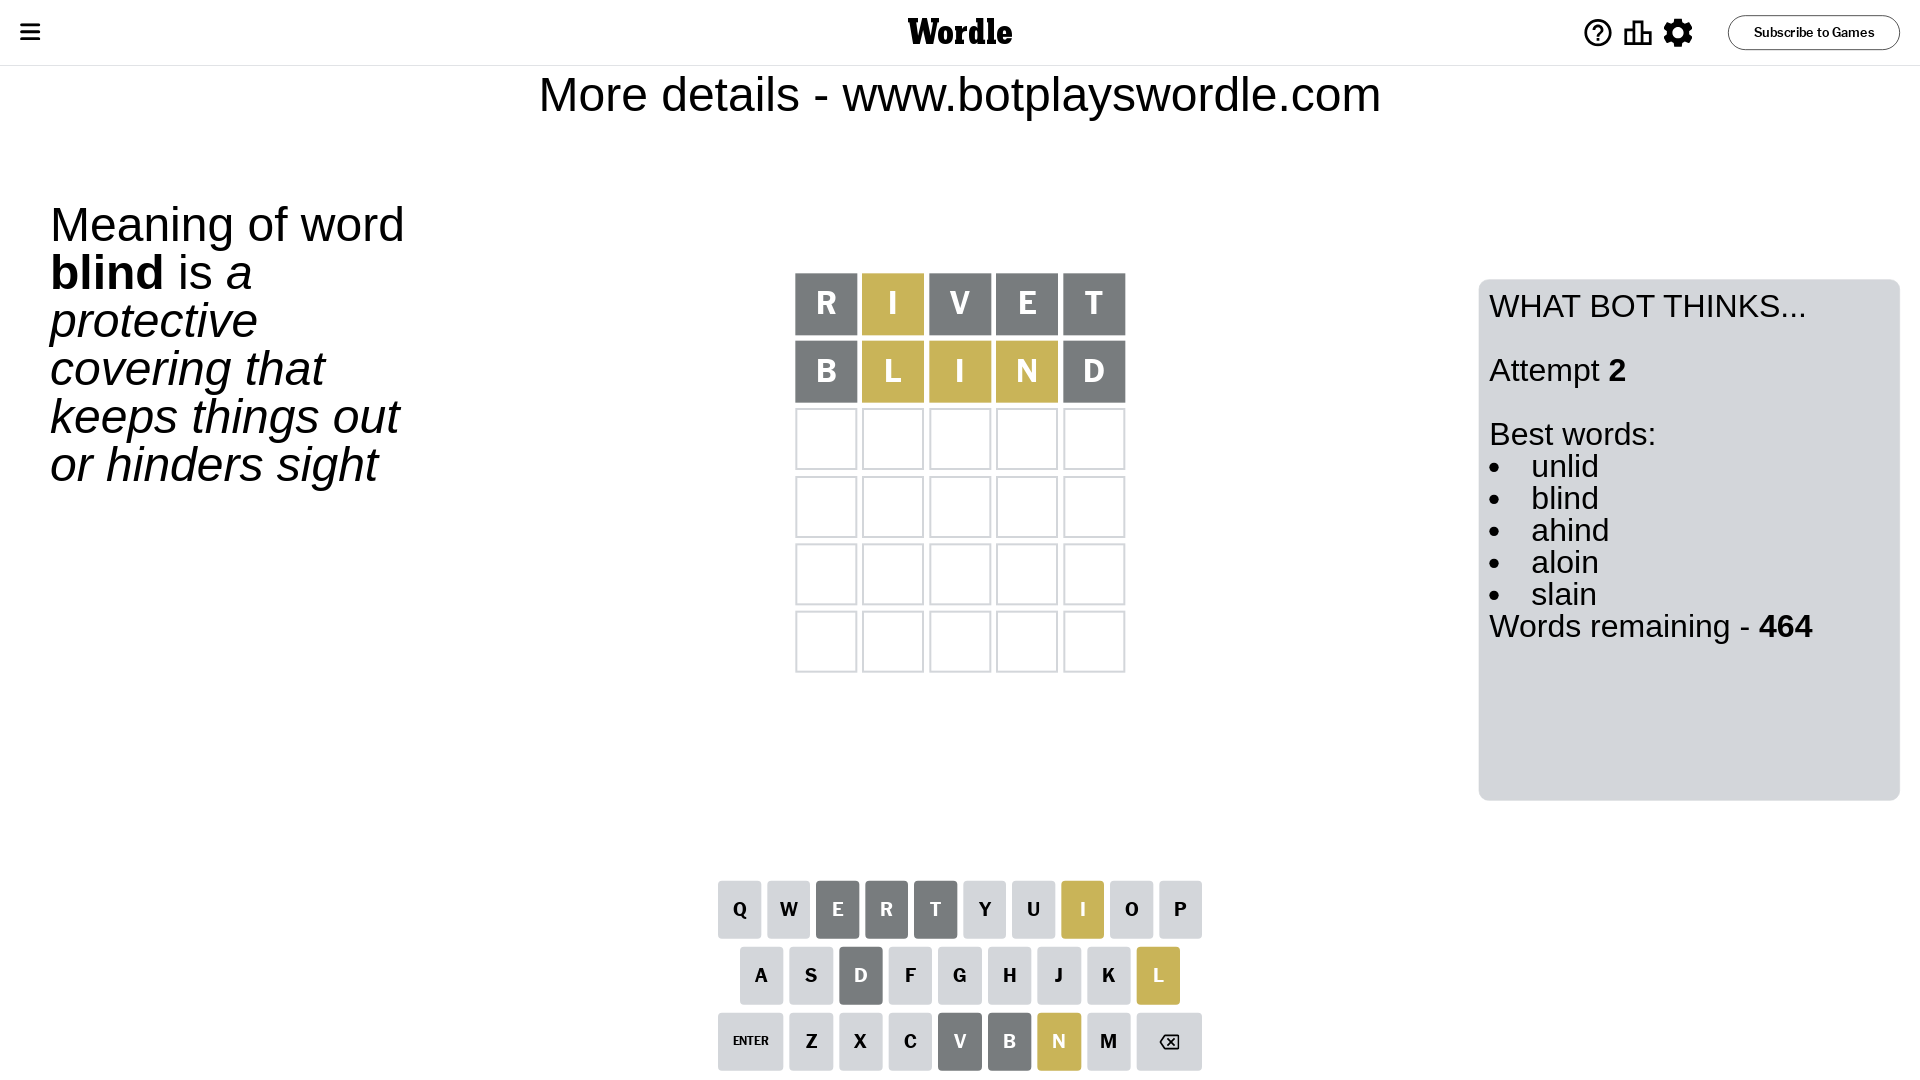 Wordle
Subscribe to Games
More details - www.botplayswordle.com
Meaning of word
blind is a
protective
covering that
keeps things out
or hinders sight
R I V E T
B L I N D
WHAT BOT THINKS...
Attempt 2
Best words:
• unlid
• blind
• ahind
• aloin
• slain
Words remaining - 464
Q W E R T Y U I O P
A S D F G H J K L
ENTER Z X C V B N M